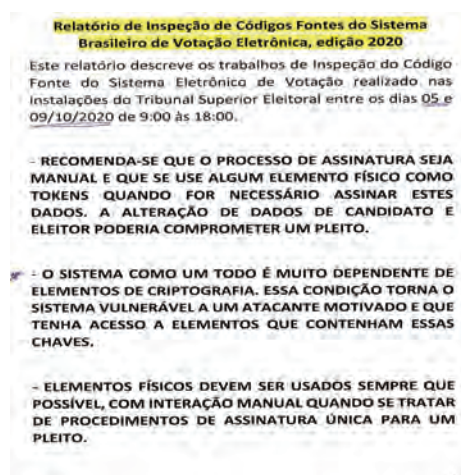 Relatório de Inspeção de Códigos Fontes do Sistema
Brasileiro de Votação Eletrônica, edição 2020
Este relatório descreve os trabalhos de Inspeção do Código
Fonte do Sistema Eletrônico de Votação realizado nas
Instalações do Tribunal Superior Eleitoral entre os dias 05 e
09/10/2020 de 9:00 às 18:00.
- RECOMENDA-SE QUE O PROCESSO DE ASSINATURA SEJA
MANUAL E QUE SE USE ALGUM ELEMENTO FÍSICO COMO
TOKENS QUANDO FOR NECESSÁRIO ASSINAR ESTES
DADOS. A ALTERAÇÃO DE DADOS DE CANDIDATO E
ELEITOR PODERIA COMPROMETER UM PLEITO.
- O SISTEMA COMO UM TODO É MUITO DEPENDENTE DE
ELEMENTOS DE CRIPTOGRAFIA. ESSA CONDIÇÃO TORNA O
SISTEMA VULNERÁVEL A UM ATACANTE MOTIVADO E QUE
TENHA ACESSO A ELEMENTOS QUE CONTENHAM ESSAS
CHAVES.
- ELEMENTOS FÍSICOS DEVEM SER USADOS SEMPRE QUE
POSSÍVEL, COM INTERAÇÃO MANUAL QUANDO SE TRATAR
DE PROCEDIMENTOS DE ASSINATURA ÚNICA PARA UM
PLEITO.